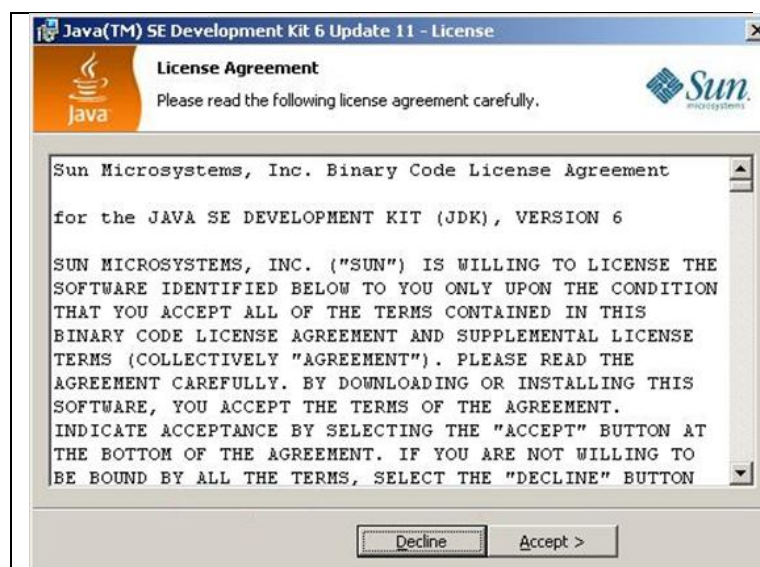 Java(TM) SE Development Kit 6 Update 11 - License
License Agreement
Please read the following license agreement carefully.
Java
Sun
microsystems
Sun Microsystems, Inc. Binary Code License Agreement
for the JAVA SE DEVELOPMENT KIT (JDK), VERSION 6
SUN MICROSYSTEMS, INC. ("SUN") IS WILLING TO LICENSE THE
SOFTWARE IDENTIFIED BELOW TO YOU ONLY UPON THE CONDITION
THAT YOU ACCEPT ALL OF THE TERMS CONTAINED IN THIS
BINARY CODE LICENSE AGREEMENT AND SUPPLEMENTAL LICENSE
TERMS (COLLECTIVELY "AGREEMENT"). PLEASE READ THE
AGREEMENT CAREFULLY. BY DOWNLOADING OR INSTALLING THIS
SOFTWARE, YOU ACCEPT THE TERMS OF THE AGREEMENT.
INDICATE ACCEPTANCE BY SELECTING THE "ACCEPT" BUTTON AT
THE BOTTOM OF THE AGREEMENT. IF YOU ARE NOT WILLING TO
BE BOUND BY ALL THE TERMS, SELECT THE "DECLINE" BUTTON
Decline
Accept >